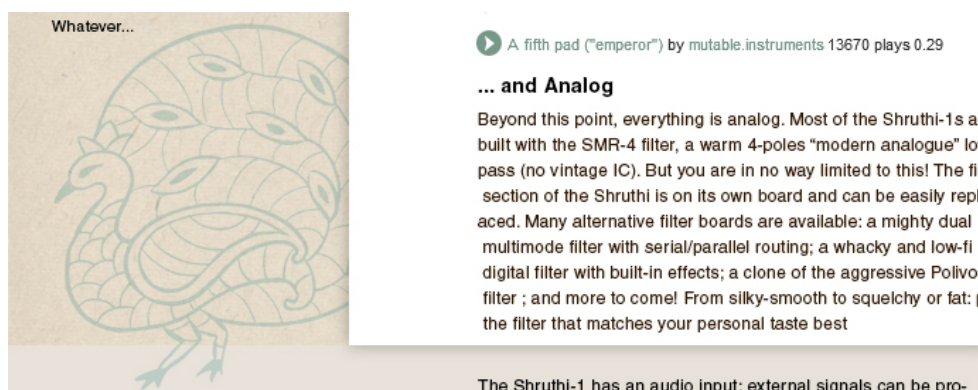 Whatever...
A fifth pad ("emperor") by mutable.instruments 13670 plays 0.29
... and Analog
Beyond this point, everything is analog. Most of the Shruthi-1s a
built with the SMR-4 filter, a warm 4-poles “modern analogue” lo
pass (no vintage IC). But you are in no way limited to this! The fi
section of the Shruthi is on its own board and can be easily repl
aced. Many alternative filter boards are available: a mighty dual
multimode filter with serial/parallel routing; a whacky and low-fi
digital filter with built-in effects; a clone of the aggressive Polivo
filter ; and more to come! From silky-smooth to squelchy or fat: p
the filter that matches your personal taste best
The Shruthi-1 has an audio input: external signals can be pro-